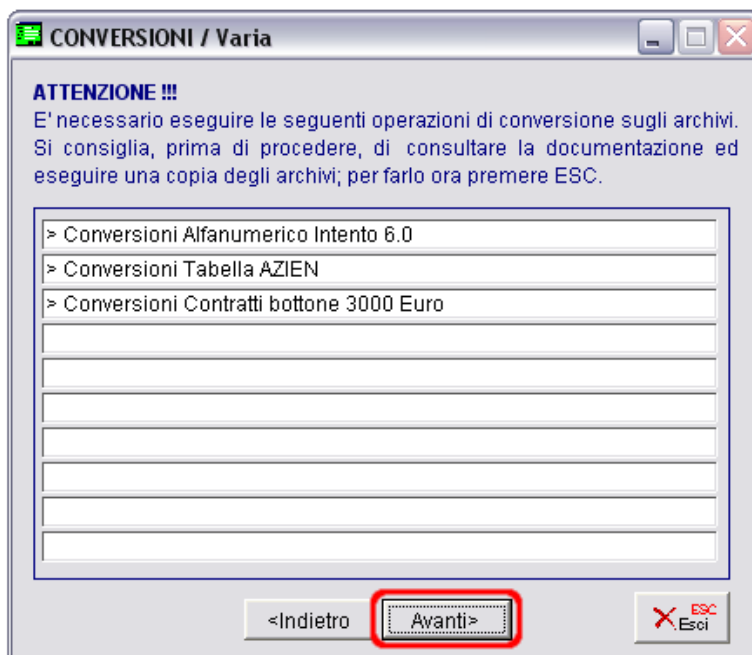 CONVERSIONI / Varia
ATTENZIONE !!!
E' necessario eseguire le seguenti operazioni di conversione sugli archivi.
Si consiglia, prima di procedere, di consultare la documentazione ed
eseguire una copia degli archivi; per farlo ora premere ESC.
> Conversioni Alfanumerico Intento 6.0
> Conversioni Tabella AZIEN
> Conversioni Contratti bottone 3000 Euro
<Indietro
Avanti>
ESC
Esci